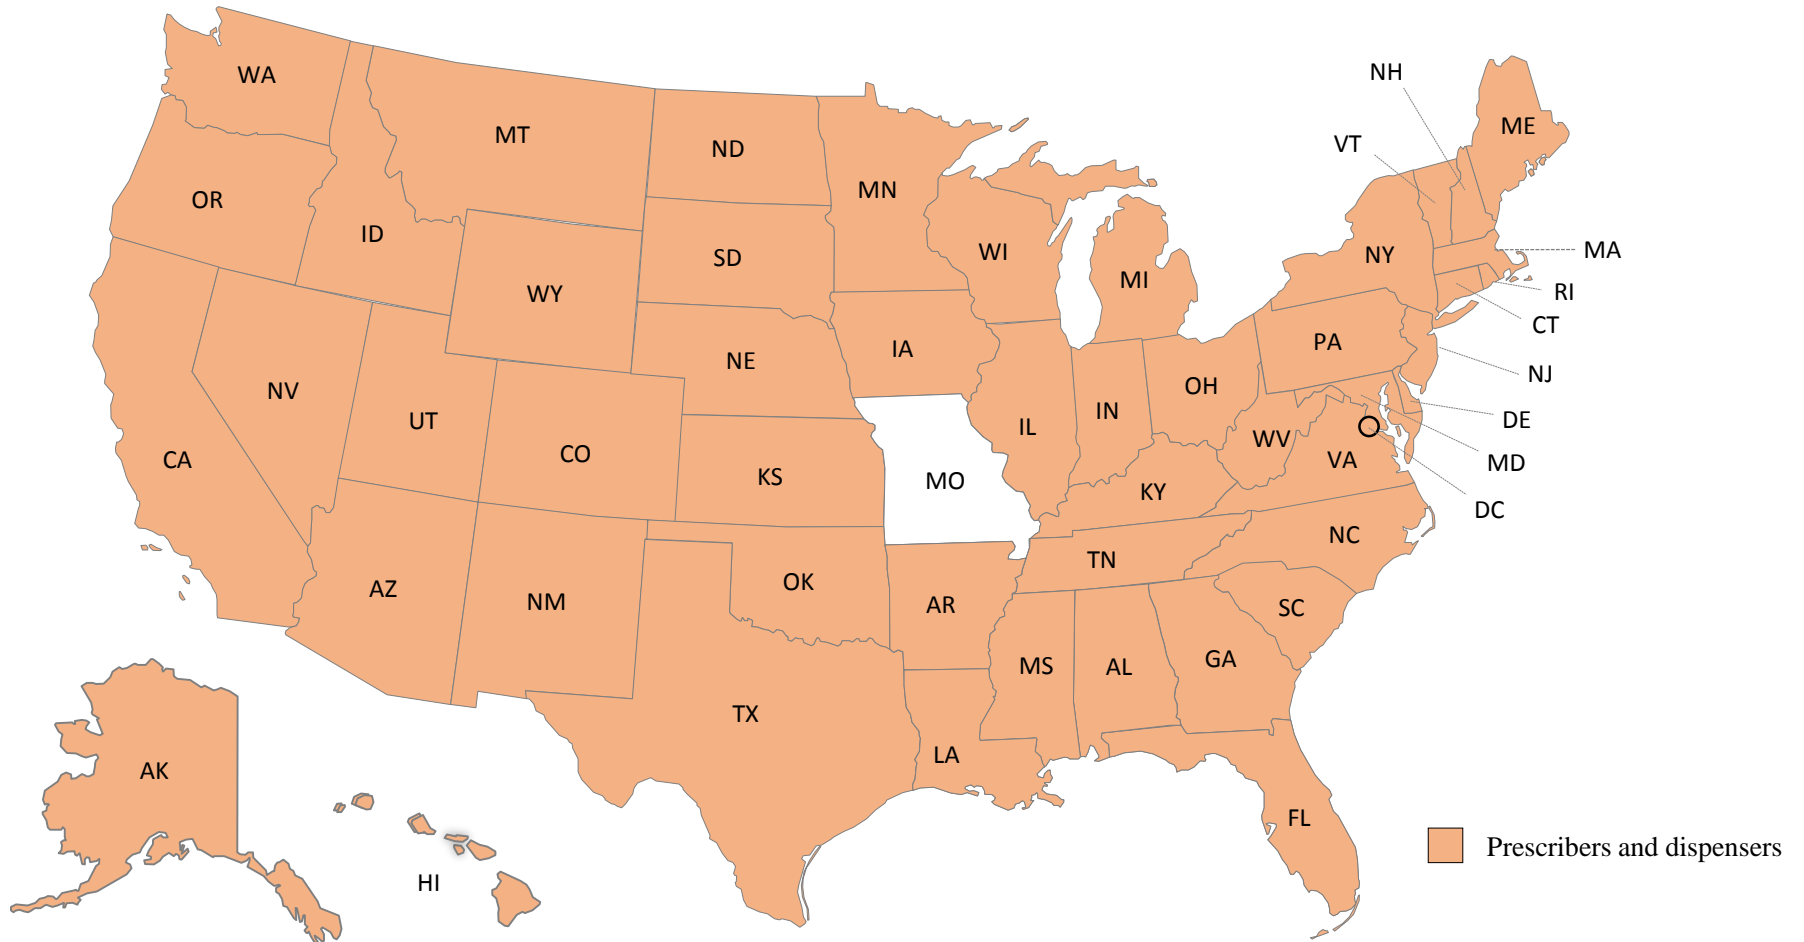 WA
NH
ME
MT
VT
ND
MN
OR
ID
NY
MA
WI
SD
MI
WY
RI
CT
PA
IA
NE
NJ
OH
NV
IN
UT
DE
IL
WV
CO
CA
VA
MD
KS
MO
KY
DC
NC
TN
OK
AZ
NM
AR
SC
GA
MS
AL
TX
LA
AK
FL
Prescribers and dispensers
HI